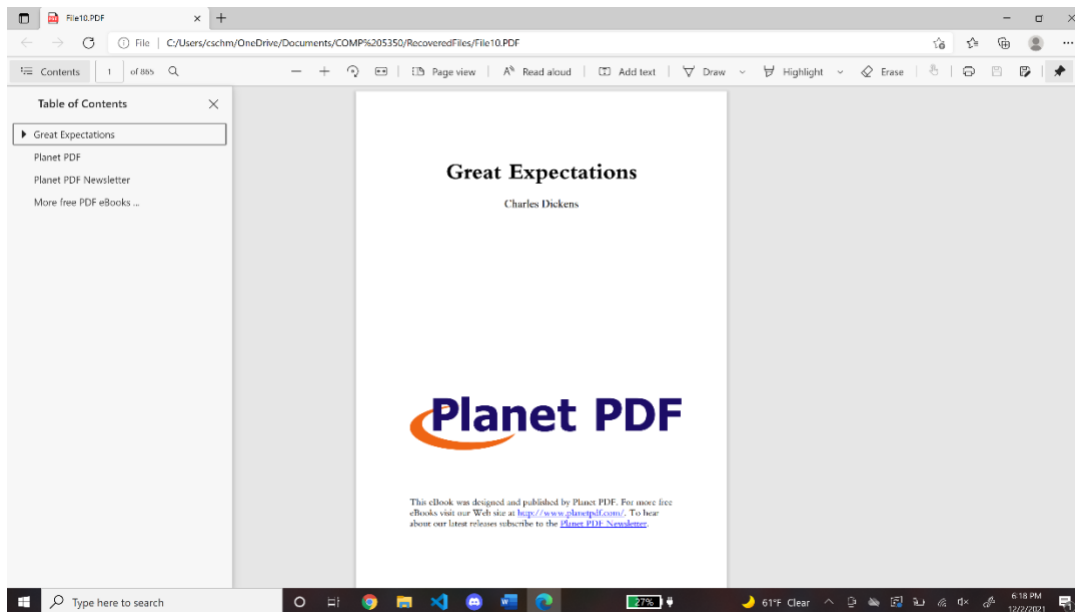 File10.PDF
File C:/Users/cschm/OneDrive/Documents/COMP%205350/RecoveredFiles/File10.PDF
Contents 1 of 865 Page view Read aloud Add text Draw Highlight Erase
Table of Contents
Great Expectations
Planet PDF
Planet PDF Newsletter
More free PDF eBooks ...
Great Expectations
Charles Dickens
Planet PDF
This eBook was designed and published by Planet PDF. For more free
eBooks visit our Web site at http://www.planetpdf.com/. To hear
about our latest releases subscribe to the Planet PDF Newsletter.
Type here to search
27%
61°F Clear
6:18 PM
12/2/2021